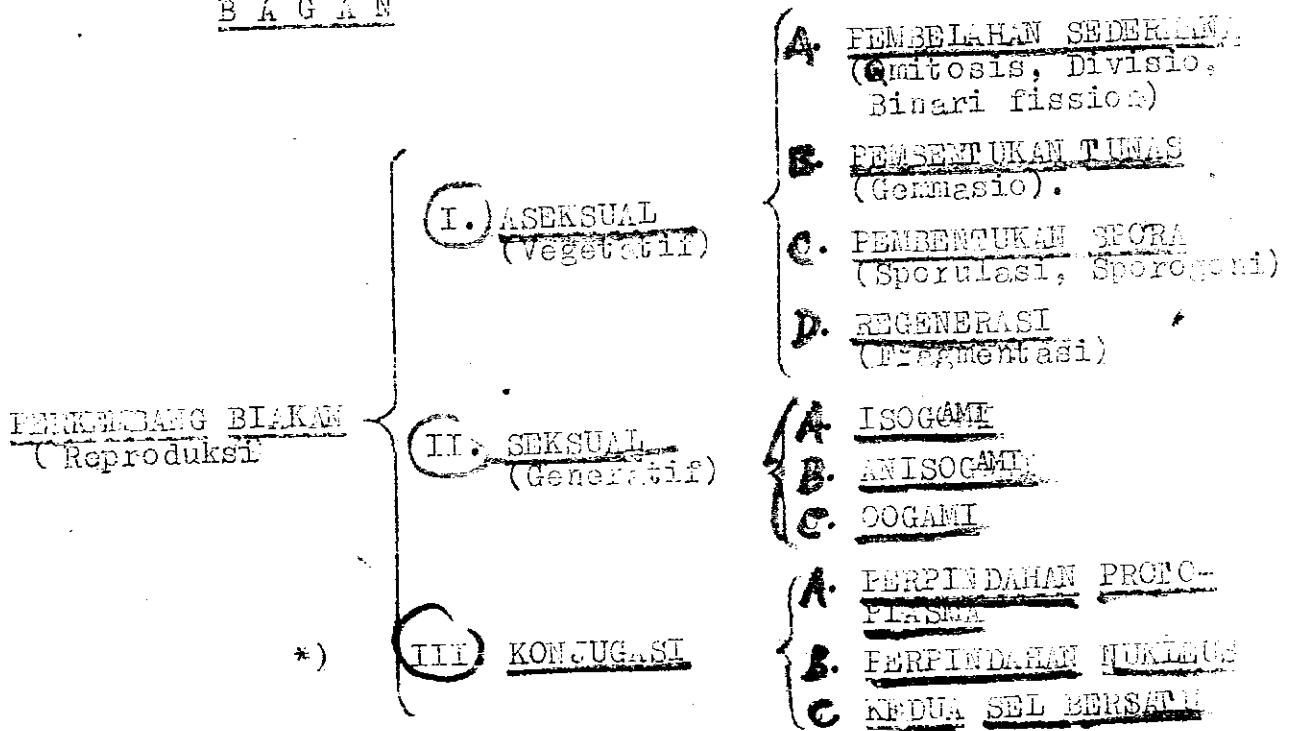 B A G A N
A. PEMBELAHAN SEDERHANA
(Amitosis, Divisio,
Binari fission)
B. PEMBENTUKAN TUNAS
(Gemmasio).
I. ASEKSUAL
(Vegetatif)
C. PEMBENTUKAN SPORA
(Sporulasi, Sporogoni)
D. REGENERASI
(Fragmentasi)
PERKEMBANG BIAKAN
( Reproduksi
II. SEKSUAL
(Generatif)
A. ISOGAMI
B. ANISOGAMI
C. OOGAMI
*) III. KONJUGASI
A. PERPINDAHAN PROTO-
PLASMA
B. PERPINDAHAN NUKLEUS
C KEDUA SEL BERSATU